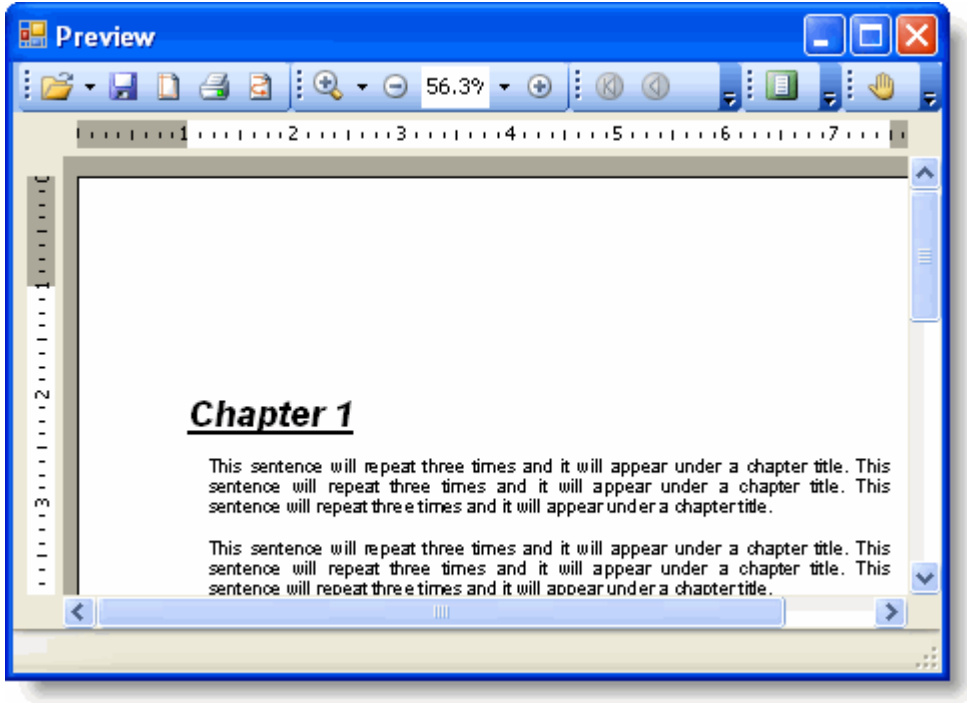 Preview
56.3%
1 2 3 4 5 6 7
0
1
2
3
Chapter 1
This sentence will repeat three times and it will appear under a chapter title. This
sentence will repeat three times and it will appear under a chapter title. This
sentence will repeat three times and it will appear under a chapter title.
This sentence will repeat three times and it will appear under a chapter title. This
sentence will repeat three times and it will appear under a chapter title. This
sentence will repeat three times and it will appear under a chapter title.